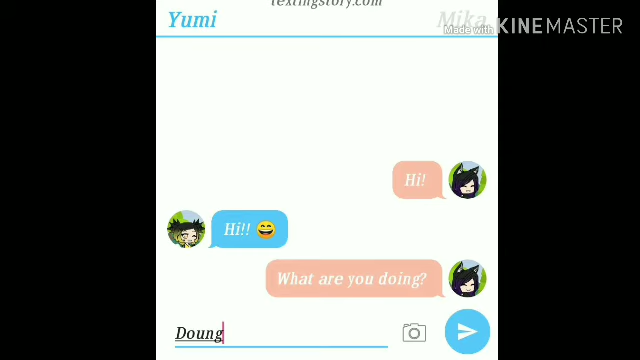 textingstory.com
Yumi
Mika
Made with KINEMASTER
Hi!
Hi!! 😄
What are you doing?
Doung